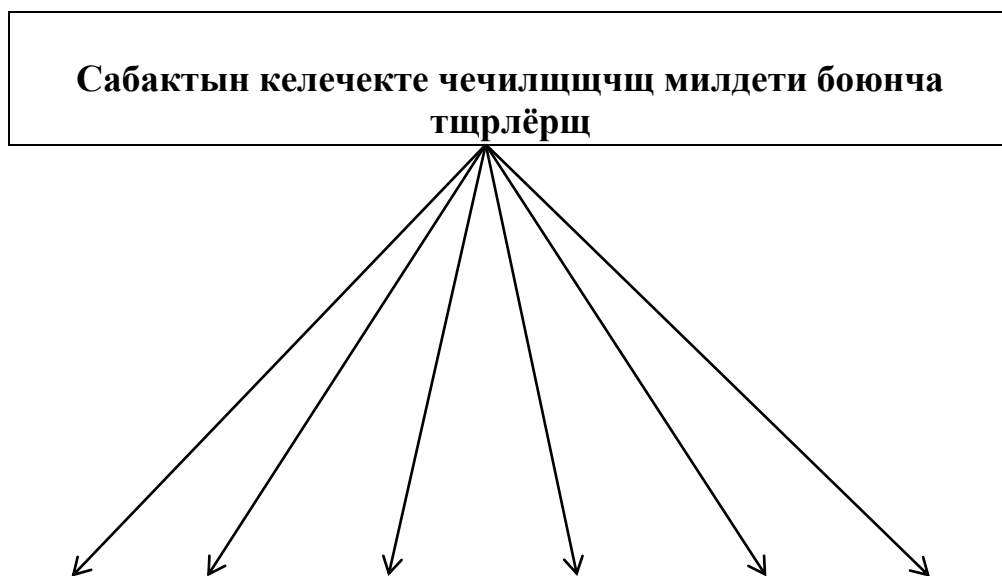 Сабактын келечекте чечилщщчщ милдети боюнча
тщрлёрщ